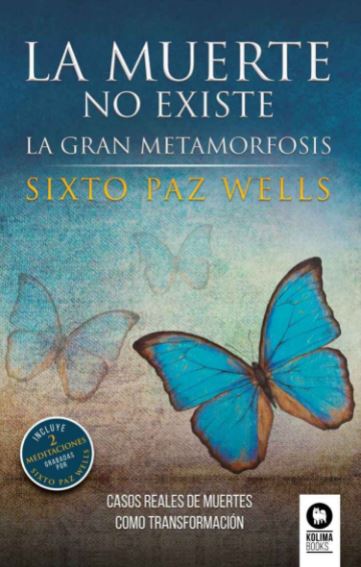 LA MUERTE
NO EXISTE
LA GRAN METAMORFOSIS
SIXTO PAZ WELLS
INCLUYE
2
MEDITACIONES
GRABADAS
POR
SIXTO PAZ WELLS
CASOS REALES DE MUERTES
COMO TRANSFORMACIÓN
KOLIMA
BOOKS